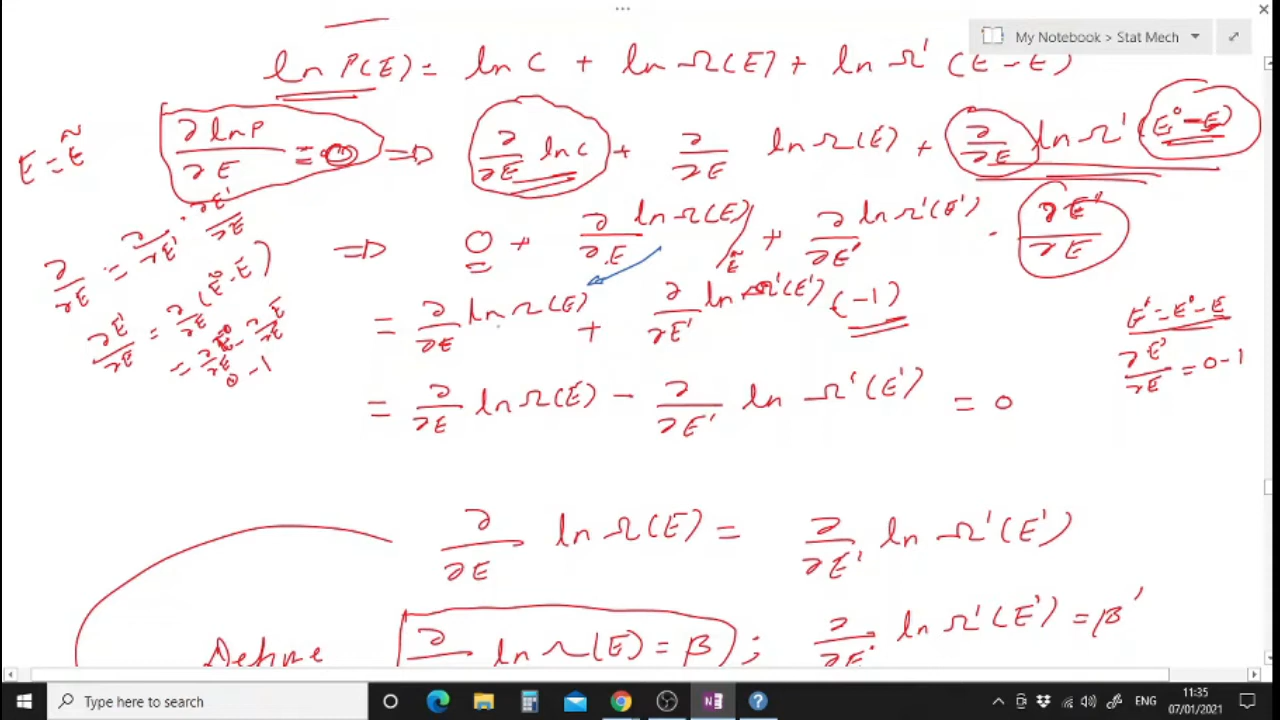 My Notebook > Stat Mech
ln P(E) = ln C + ln Ω(E) + ln Ω' (E° - E)
E = Ẽ
∂ ln P / ∂E = 0 => ∂/∂E ln C + ∂/∂E ln Ω(E) + ∂/∂E ln Ω' (E° - E)
=> 0 + ∂/∂E ln Ω(E) |Ẽ + ∂/∂E' ln Ω'(E') · ∂E'/∂E
∂/∂E = ∂/∂E' · ∂E'/∂E
∂E'/∂E = ∂/∂E (E° - E)
= ∂E°/∂E - ∂E/∂E
0 - 1
= ∂/∂E ln Ω(E) + ∂/∂E' ln Ω'(E') (-1)
E' = E° - E
∂E'/∂E = 0 - 1
= ∂/∂E ln Ω(E) - ∂/∂E' ln Ω'(E') = 0
∂/∂E ln Ω(E) = ∂/∂E' ln Ω'(E')
Define ∂ ln Ω(E) = β ; ∂/∂E' ln Ω'(E') = β'
Type here to search
ENG
11:35
07/01/2021